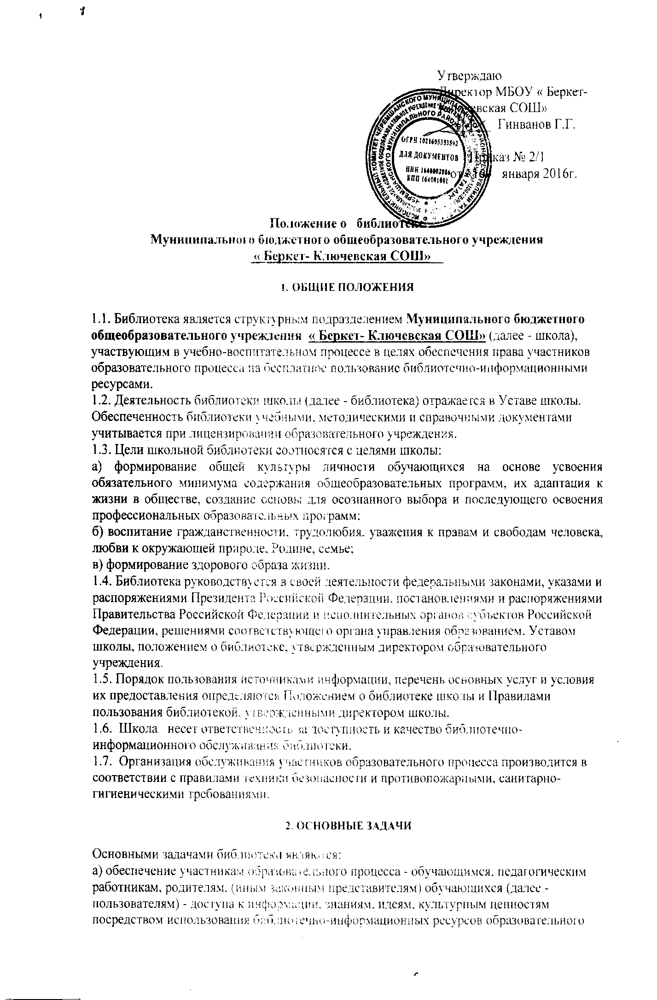 Утверждаю
Директор МБОУ « Беркет-
евская СОШ»
Гинванов Г.Г.
Приказ № 2/1
от «16» января 2016г.
ОГРН 1021605353592
ДЛЯ ДОКУМЕНТОВ
ИНН 1640002086
КПП 164001001
Положение о библиотеке
Муниципального бюджетного общеобразовательного учреждения
« Беркет- Ключевская СОШ»
1. ОБЩИЕ ПОЛОЖЕНИЯ
1.1. Библиотека является структурным подразделением Муниципального бюджетного
общеобразовательного учреждения « Беркет- Ключевская СОШ» (далее - школа),
участвующим в учебно-воспитательном процессе в целях обеспечения права участников
образовательного процесса на бесплатное пользование библиотечно-информационными
ресурсами.
1.2. Деятельность библиотеки школы (далее - библиотека) отражается в Уставе школы.
Обеспеченность библиотеки учебными, методическими и справочными документами
учитывается при лицензировании образовательного учреждения.
1.3. Цели школьной библиотеки соотносятся с целями школы:
а) формирование общей культуры личности обучающихся на основе усвоения
обязательного минимума содержания общеобразовательных программ, их адаптация к
жизни в обществе, создание основы для осознанного выбора и последующего освоения
профессиональных образовательных программ;
б) воспитание гражданственности, трудолюбия, уважения к правам и свободам человека,
любви к окружающей природе, Родине, семье;
в) формирование здорового образа жизни.
1.4. Библиотека руководствуется в своей деятельности федеральными законами, указами и
распоряжениями Президента Российской Федерации, постановлениями и распоряжениями
Правительства Российской Федерации и исполнительных органов субъектов Российской
Федерации, решениями соответствующего органа управления образованием, Уставом
школы, положением о библиотеке, утвержденным директором образовательного
учреждения.
1.5. Порядок пользования источниками информации, перечень основных услуг и условия
их предоставления определяются Положением о библиотеке школы и Правилами
пользования библиотекой, утвержденными директором школы.
1.6. Школа несет ответственность за доступность и качество библиотечно-
информационного обслуживания библиотеки.
1.7. Организация обслуживания участников образовательного процесса производится в
соответствии с правилами техники безопасности и противопожарными, санитарно-
гигиеническими требованиями.
2. ОСНОВНЫЕ ЗАДАЧИ
Основными задачами библиотеки являются:
а) обеспечение участникам образовательного процесса - обучающимся, педагогическим
работникам, родителям, (иным законным представителям) обучающихся (далее -
пользователям) - доступа к информации, знаниям, идеям, культурным ценностям
посредством использования библиотечно-информационных ресурсов образовательного